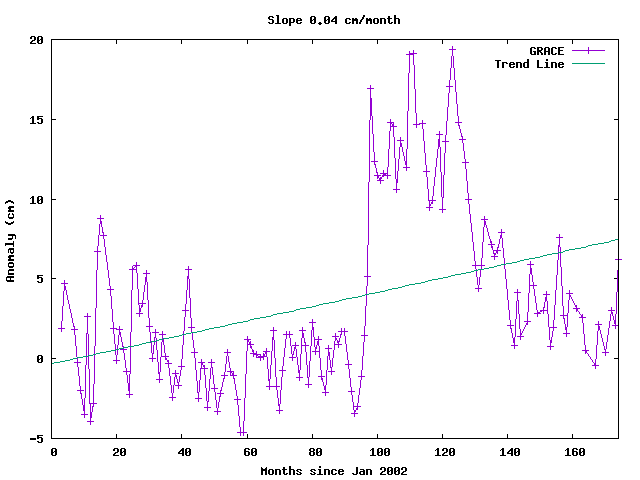 Slope 0.04 cm/month
20
15
10
5
0
-5
Anomaly (cm)
GRACE
Trend Line
0 20 40 60 80 100 120 140 160
Months since Jan 2002